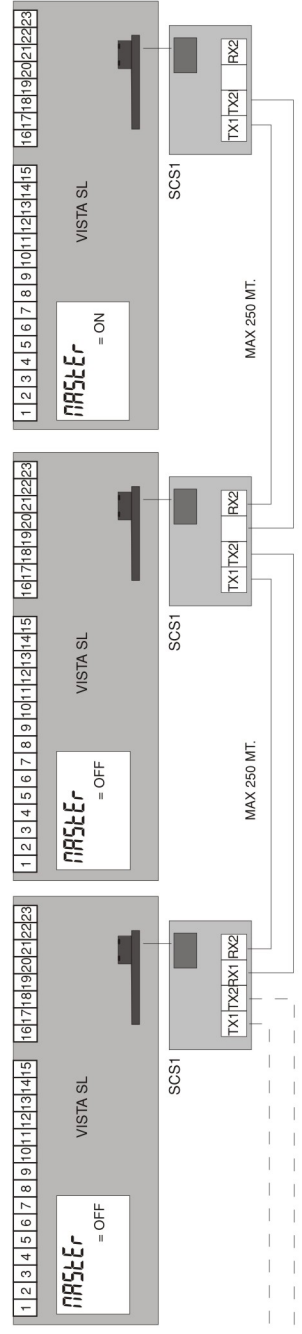 1 2 3 4 5 6 7 8 9 10 11 12 13 14 15 16 17 18 19 20 21 22 23
VISTA SL
MASter
= OFF
SCS1
TX1 TX2 RX1 RX2
1 2 3 4 5 6 7 8 9 10 11 12 13 14 15 16 17 18 19 20 21 22 23
VISTA SL
MASter
= OFF
SCS1
TX1 TX2 RX2
MAX 250 MT.
1 2 3 4 5 6 7 8 9 10 11 12 13 14 15 16 17 18 19 20 21 22 23
VISTA SL
MASter
= ON
SCS1
TX1 TX2 RX2
MAX 250 MT.